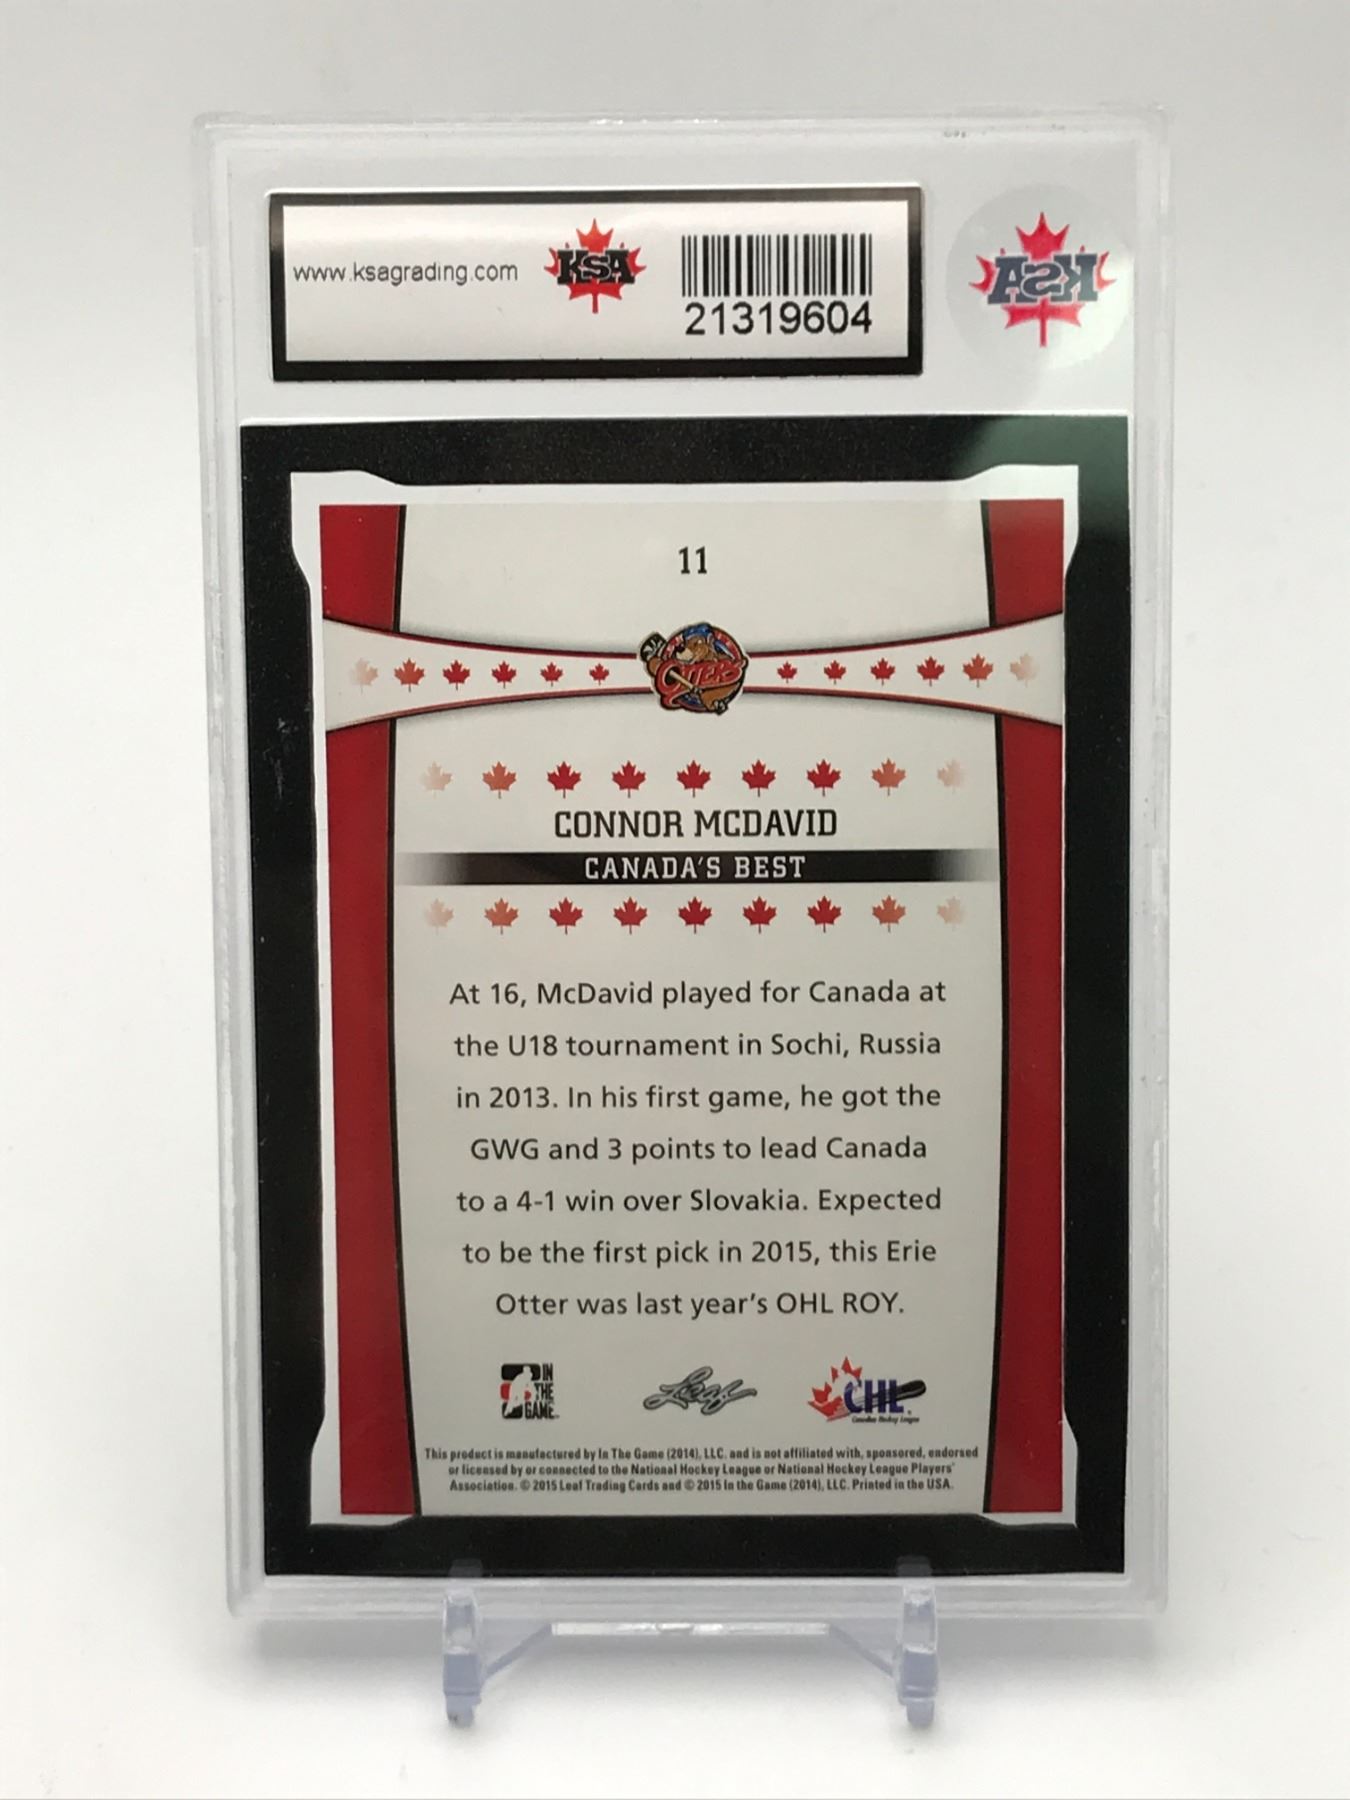 www.ksagrading.com
KSA
21319604
KSA
11
OTTERS
CONNOR MCDAVID
CANADA'S BEST
At 16, McDavid played for Canada at
the U18 tournament in Sochi, Russia
in 2013. In his first game, he got the
GWG and 3 points to lead Canada
to a 4-1 win over Slovakia. Expected
to be the first pick in 2015, this Erie
Otter was last year's OHL ROY.
IN
THE
GAME
Leaf
CHL
Canadian Hockey League
This product is manufactured by In The Game (2014), LLC. and is not affiliated with, sponsored, endorsed
or licensed by or connected to the National Hockey League or National Hockey League Players'
Association. © 2015 Leaf Trading Cards and © 2015 In the Game (2014), LLC. Printed in the USA.